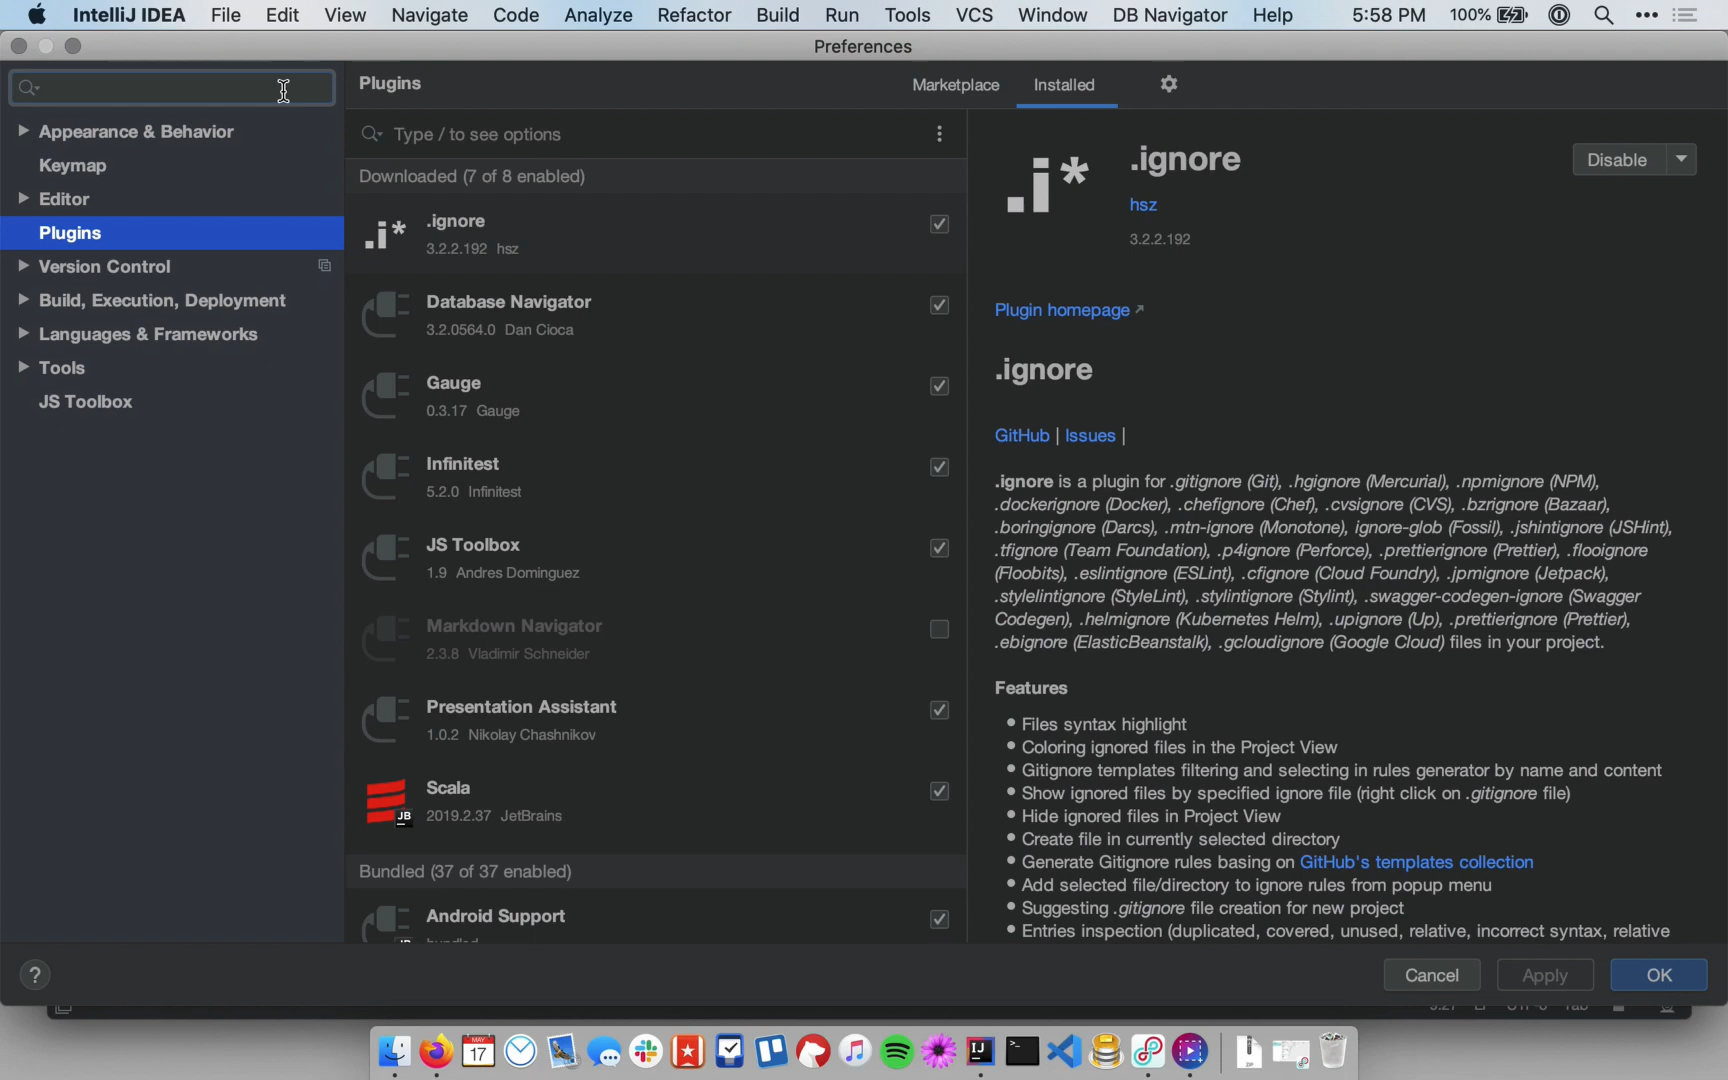 IntelliJ IDEA File Edit View Navigate Code Analyze Refactor Build Run Tools VCS Window DB Navigator Help 5:58 PM 100%
Preferences
Appearance & Behavior
Keymap
Editor
Plugins
Version Control
Build, Execution, Deployment
Languages & Frameworks
Tools
JS Toolbox
Plugins
Marketplace Installed
Type / to see options
Downloaded (7 of 8 enabled)
.i* .ignore
3.2.2.192 hsz
Database Navigator
3.2.0564.0 Dan Cioca
Gauge
0.3.17 Gauge
Infinitest
5.2.0 Infinitest
JS Toolbox
1.9 Andres Dominguez
Markdown Navigator
2.3.8 Vladimir Schneider
Presentation Assistant
1.0.2 Nikolay Chashnikov
Scala
JB 2019.2.37 JetBrains
Bundled (37 of 37 enabled)
Android Support
.i* .ignore
Disable
hsz
3.2.2.192
Plugin homepage
.ignore
GitHub | Issues |
.ignore is a plugin for .gitignore (Git), .hgignore (Mercurial), .npmignore (NPM),
.dockerignore (Docker), .chefignore (Chef), .cvsignore (CVS), .bzrignore (Bazaar),
.boringignore (Darcs), .mtn-ignore (Monotone), ignore-glob (Fossil), .jshintignore (JSHint),
.tfignore (Team Foundation), .p4ignore (Perforce), .prettierignore (Prettier), .flooignore
(Floobits), .eslintignore (ESLint), .cfignore (Cloud Foundry), .jpmignore (Jetpack),
.stylelintignore (StyleLint), .stylintignore (Stylint), .swagger-codegen-ignore (Swagger
Codegen), .helmignore (Kubernetes Helm), .upignore (Up), .prettierignore (Prettier),
.ebignore (ElasticBeanstalk), .gcloudignore (Google Cloud) files in your project.
Features
• Files syntax highlight
• Coloring ignored files in the Project View
• Gitignore templates filtering and selecting in rules generator by name and content
• Show ignored files by specified ignore file (right click on .gitignore file)
• Hide ignored files in Project View
• Create file in currently selected directory
• Generate Gitignore rules basing on GitHub's templates collection
• Add selected file/directory to ignore rules from popup menu
• Suggesting .gitignore file creation for new project
• Entries inspection (duplicated, covered, unused, relative, incorrect syntax, relative
? Cancel Apply OK
MAY
17
IJ
ZIP